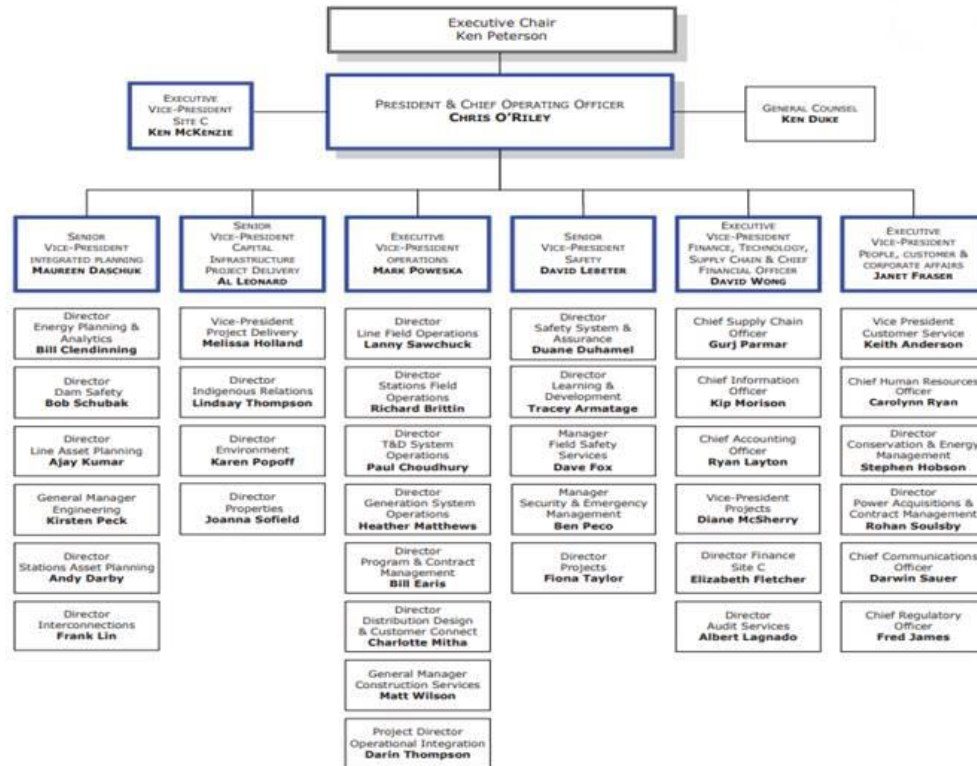 Executive Chair
Ken Peterson
PRESIDENT & CHIEF OPERATING OFFICER
CHRIS O'RILEY
EXECUTIVE
VICE-PRESIDENT
SITE C
KEN MCKENZIE
GENERAL COUNSEL
KEN DUKE
SENIOR
VICE-PRESIDENT
INTEGRATED PLANNING
MAUREEN DASCHUK
Director
Energy Planning &
Analytics
Bill Clendinning
Director
Dam Safety
Bob Schubak
Director
Line Asset Planning
Ajay Kumar
General Manager
Engineering
Kirsten Peck
Director
Stations Asset Planning
Andy Darby
Director
Interconnections
Frank Lin
SENIOR
VICE-PRESIDENT
CAPITAL
INFRASTRUCTURE
PROJECT DELIVERY
AL LEONARD
Vice-President
Project Delivery
Melissa Holland
Director
Indigenous Relations
Lindsay Thompson
Director
Environment
Karen Popoff
Director
Properties
Joanna Sofield
EXECUTIVE
VICE-PRESIDENT
OPERATIONS
MARK POWESKA
Director
Line Field Operations
Lanny Sawchuck
Director
Stations Field
Operations
Richard Brittin
Director
T&D System
Operations
Paul Choudhury
Director
Generation System
Operations
Heather Matthews
Director
Program & Contract
Management
Bill Earis
Director
Distribution Design
& Customer Connect
Charlotte Mitha
General Manager
Construction Services
Matt Wilson
Project Director
Operational Integration
Darin Thompson
SENIOR
VICE-PRESIDENT
SAFETY
DAVID LEBETER
Director
Safety System &
Assurance
Duane Duhamel
Director
Learning &
Development
Tracey Armatage
Manager
Field Safety
Services
Dave Fox
Manager
Security & Emergency
Management
Ben Peco
Director
Projects
Fiona Taylor
EXECUTIVE
VICE-PRESIDENT
FINANCE, TECHNOLOGY,
SUPPLY CHAIN & CHIEF
FINANCIAL OFFICER
DAVID WONG
Chief Supply Chain
Officer
Gurj Parmar
Chief Information
Officer
Kip Morison
Chief Accounting
Officer
Ryan Layton
Vice-President
Projects
Diane McSherry
Director Finance
Site C
Elizabeth Fletcher
Director
Audit Services
Albert Lagnado
EXECUTIVE
VICE-PRESIDENT
PEOPLE, CUSTOMER &
CORPORATE AFFAIRS
JANET FRASER
Vice President
Customer Service
Keith Anderson
Chief Human Resources
Officer
Carolynn Ryan
Director
Conservation & Energy
Management
Stephen Hobson
Director
Power Acquisitions &
Contract Management
Rohan Soulsby
Chief Communications
Officer
Darwin Sauer
Chief Regulatory
Officer
Fred James